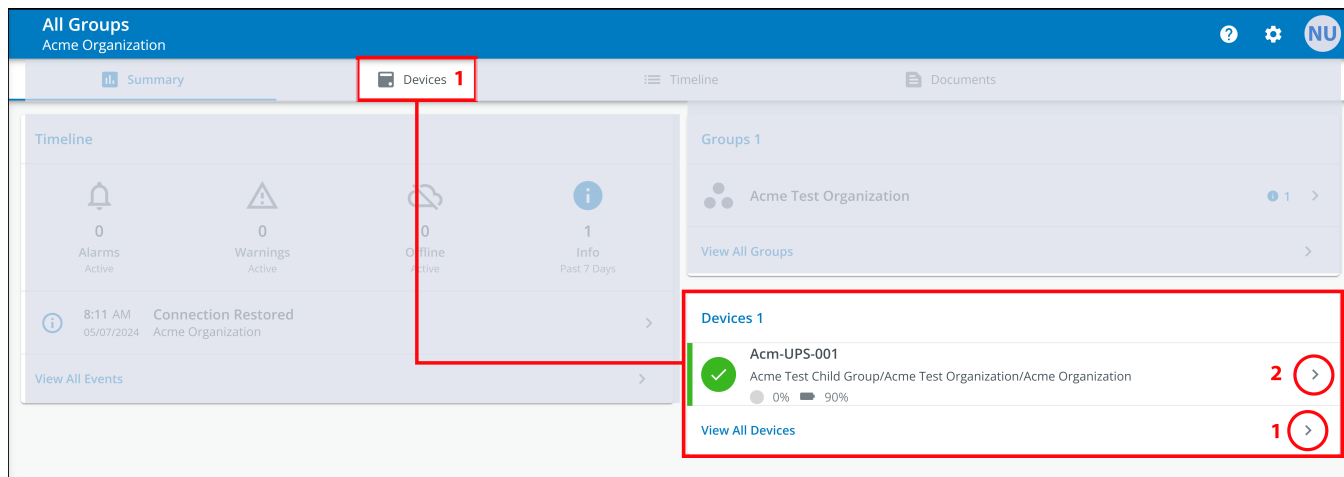 All Groups
Acme Organization
NU
Summary
Devices 1
Timeline
Documents
Timeline
0
Alarms
Active
0
Warnings
Active
0
Offline
Active
1
Info
Past 7 Days
8:11 AM Connection Restored
05/07/2024 Acme Organization
View All Events
Groups 1
Acme Test Organization
1
View All Groups
Devices 1
Acm-UPS-001
Acme Test Child Group/Acme Test Organization/Acme Organization
0% 90%
2
View All Devices
1